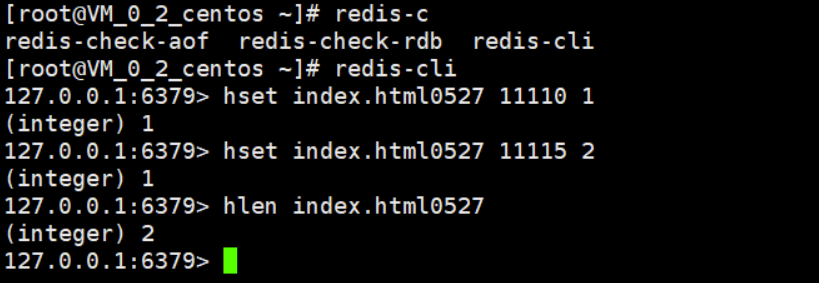 [root@VM_0_2_centos ~]# redis-c
redis-check-aof  redis-check-rdb  redis-cli
[root@VM_0_2_centos ~]# redis-cli
127.0.0.1:6379> hset index.html0527 11110 1
(integer) 1
127.0.0.1:6379> hset index.html0527 11115 2
(integer) 1
127.0.0.1:6379> hlen index.html0527
(integer) 2
127.0.0.1:6379>